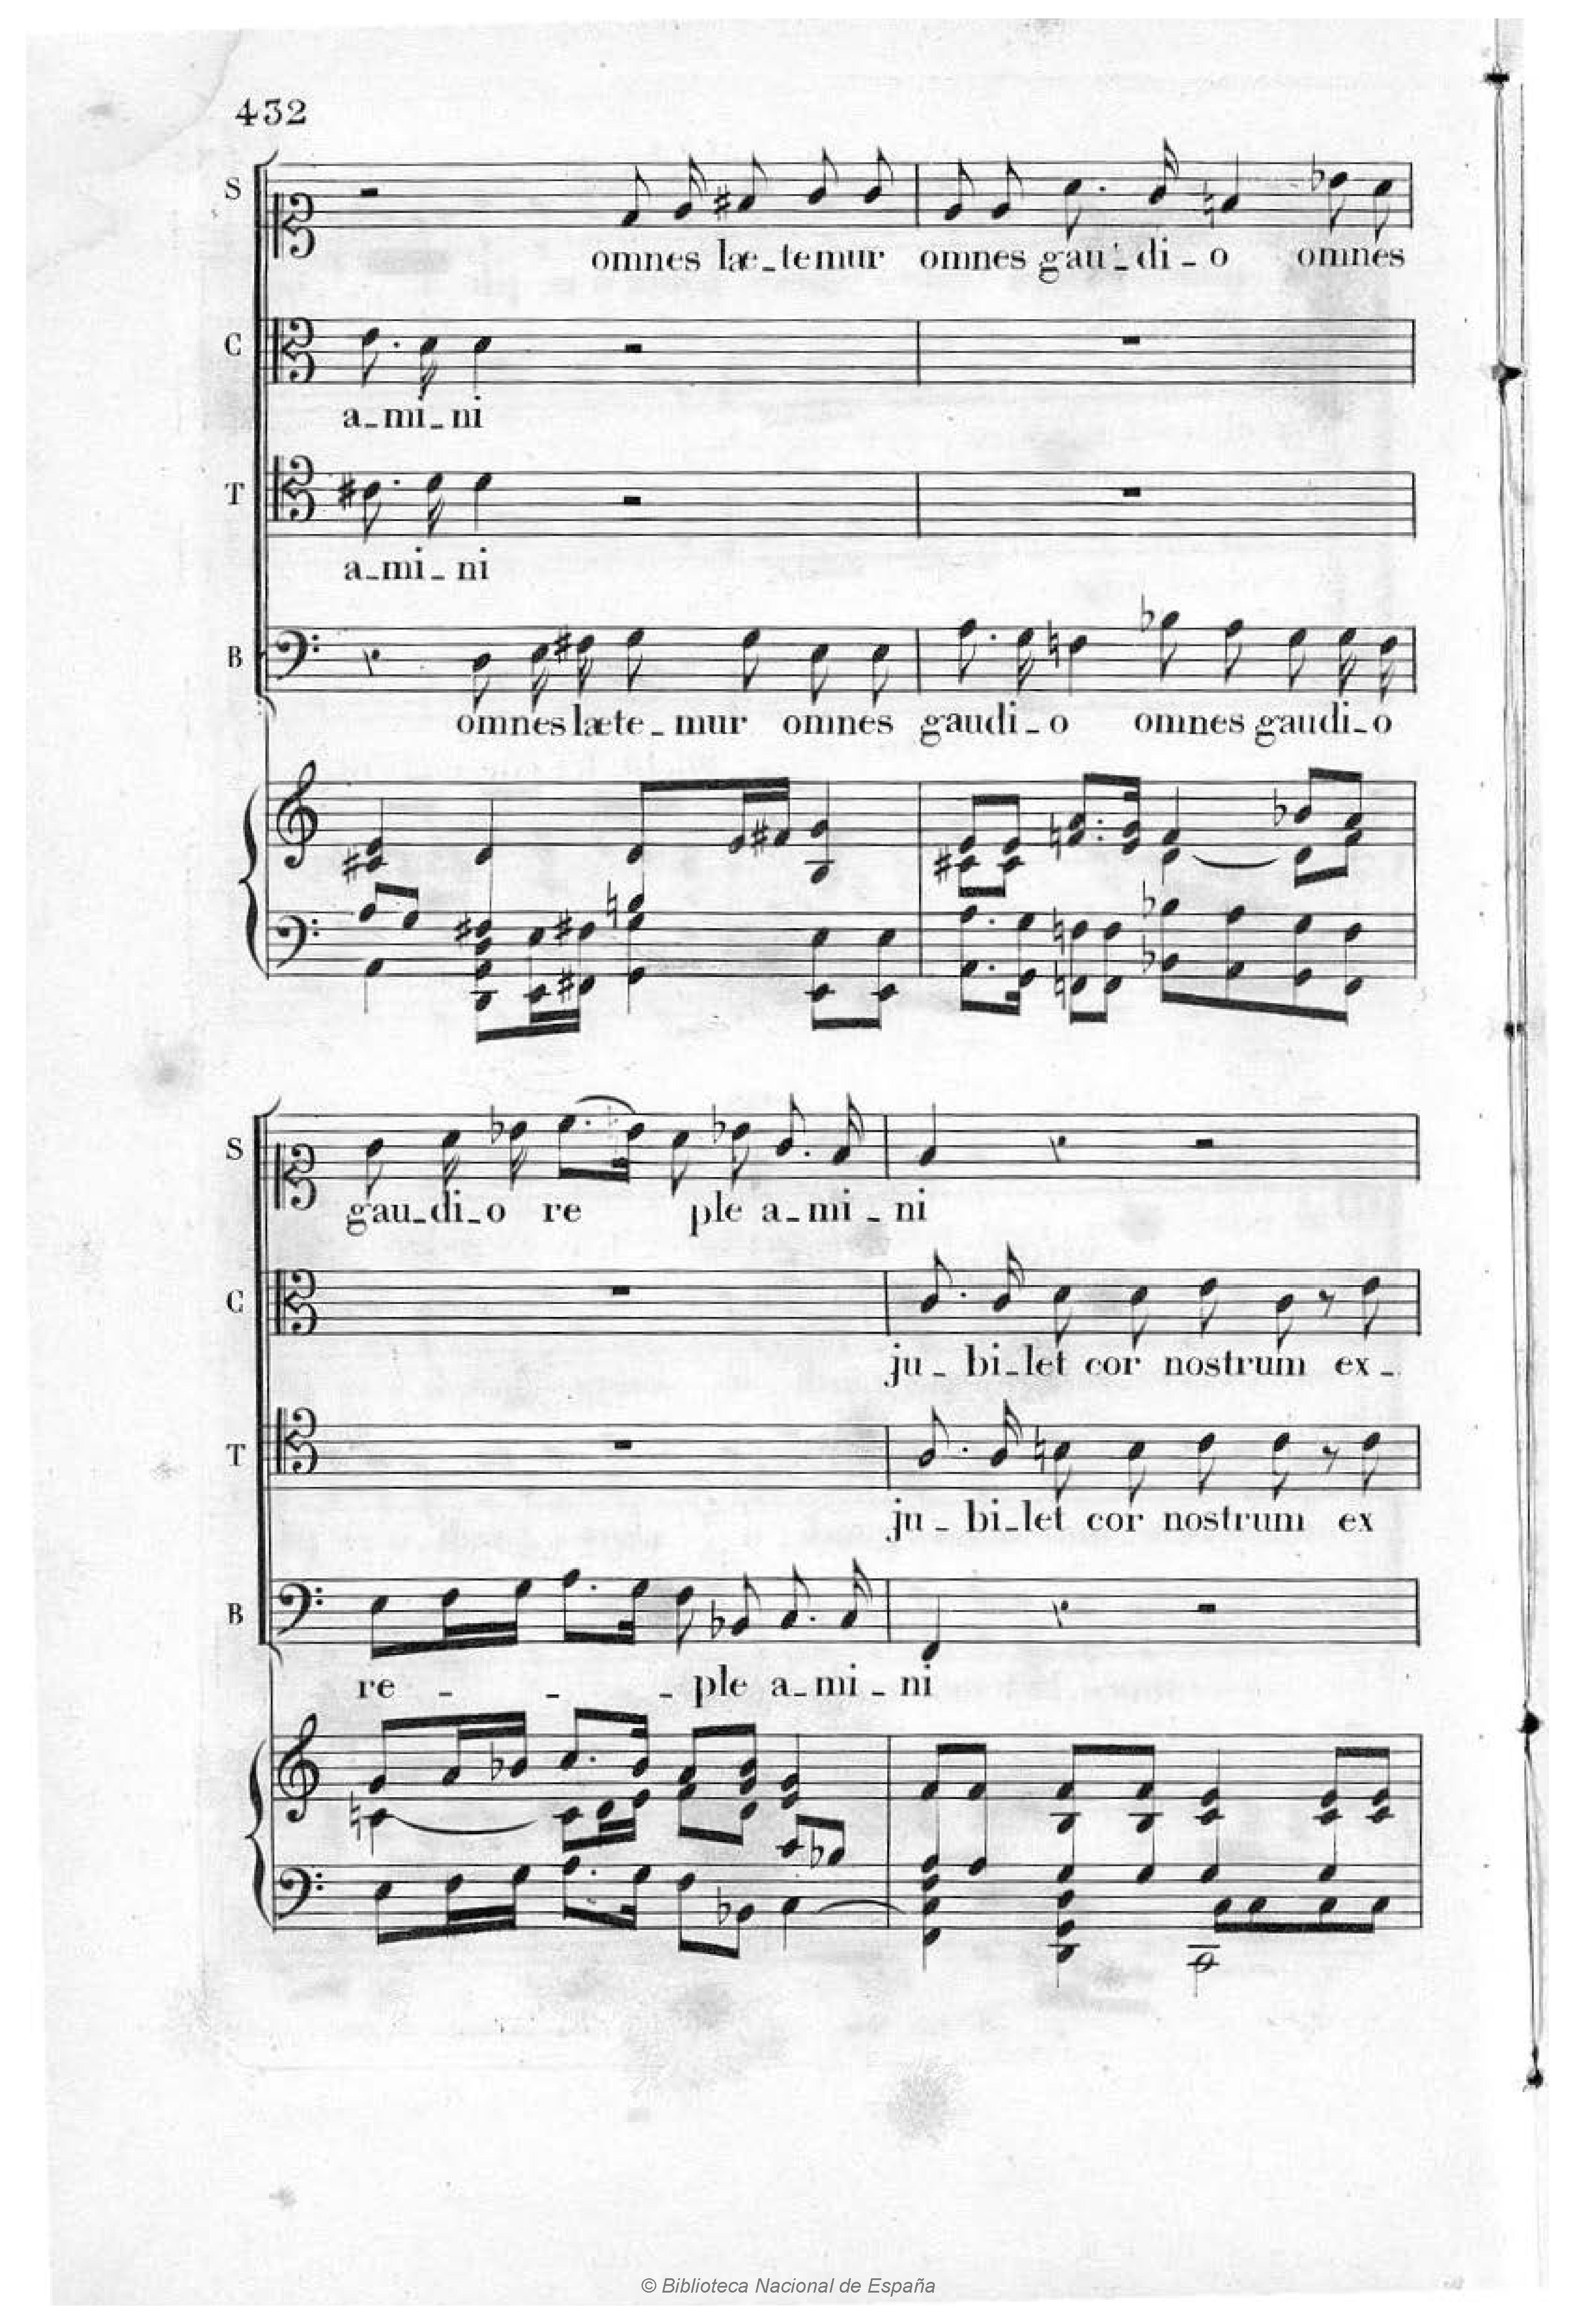 432
S
omnes læ_temur omnes gau_di_o omnes
C
a_mi_ni
T
a_mi_ni
B
omnes læte_mur omnes gaudi_o omnes gaudi_o
S
gau_di_o re ple a_mi_ni
C
ju_bi_let cor nostrum ex_
T
ju_bi_let cor nostrum ex
B
re_ _ _ple a_mi_ni
© Biblioteca Nacional de España